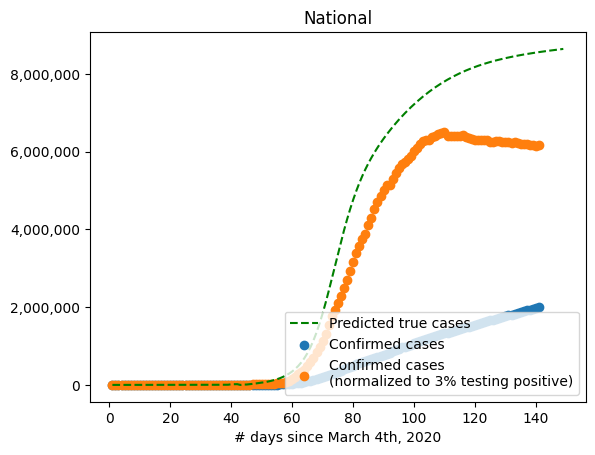 National
8,000,000
6,000,000
4,000,000
2,000,000
0
Predicted true cases
Confirmed cases
Confirmed cases
(normalized to 3% testing positive)
0 20 40 60 80 100 120 140
# days since March 4th, 2020